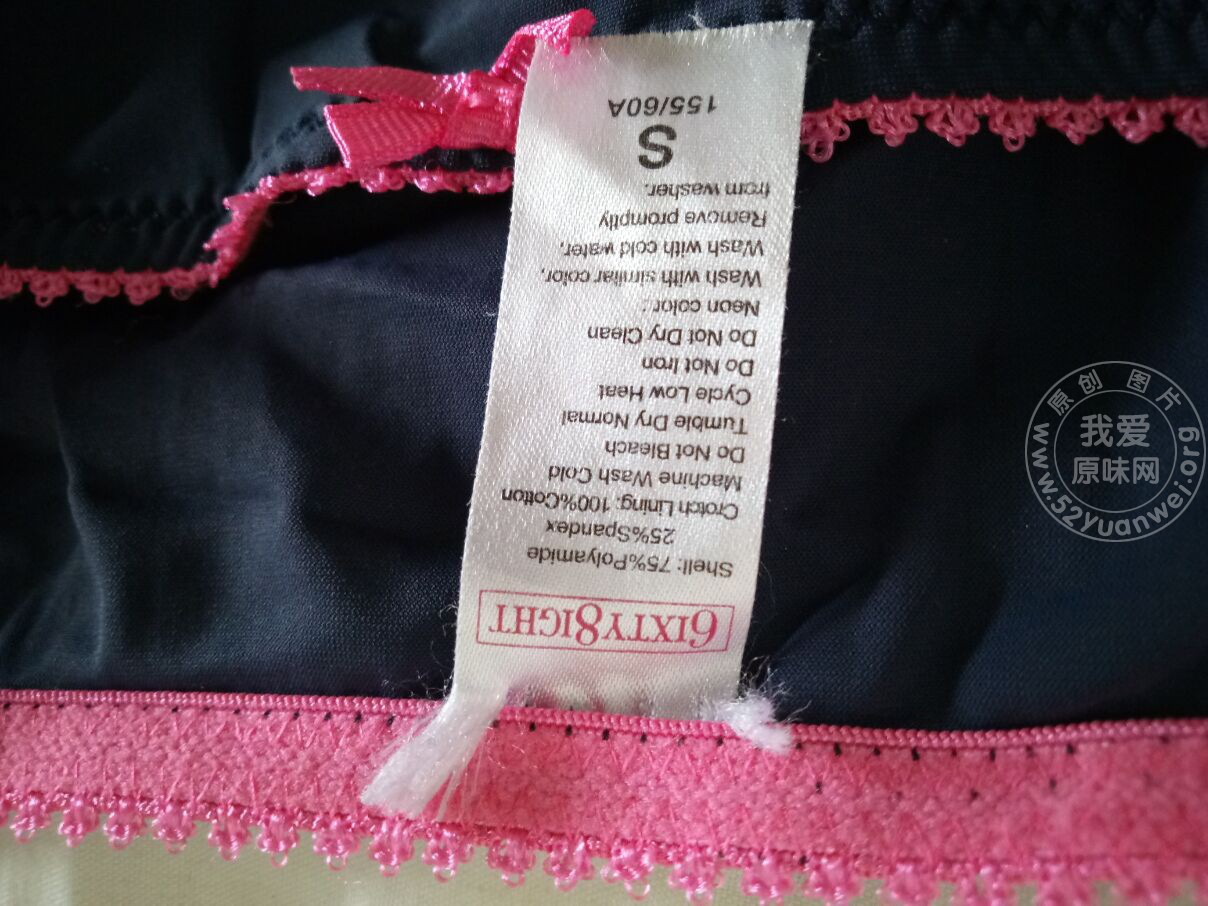 6IXTY8IGHT
Shell: 75%Polyamide
25%Spandex
Crotch Lining: 100%Cotton
Machine Wash Cold
Do Not Bleach
Tumble Dry Normal
Cycle Low Heat
Do Not Iron
Do Not Dry Clean
Neon color :
Wash with similar color,
Wash with cold water,
Remove promptly
from washer.
S
155/60A
原创图片
我爱
原味网
www.52yuanwei.org